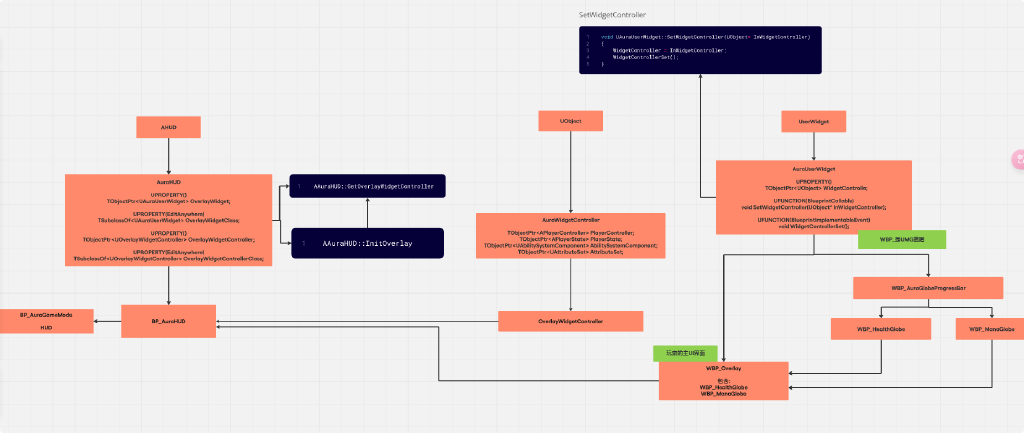 SetWidgetController
1 void UAuraUserWidget::SetWidgetController(UObject* InWidgetController)
2 {
3 WidgetController = InWidgetController;
4 WidgetControllerSet();
5 }
AHUD
UObject
UserWidget
AuraHUD
UPROPERTY()
TObjectPtr<UAuraUserWidget> OverlayWidget;
UPROPERTY(EditAnywhere)
TSubclassOf<UAuraUserWidget> OverlayWidgetClass;
UPROPERTY()
TObjectPtr<UOverlayWidgetController> OverlayWidgetController;
UPROPERTY(EditAnywhere)
TSubclassOf<UOverlayWidgetController> OverlayWidgetControllerClass;
1 AAuraHUD::GetOverlayWidgetController
1 AAuraHUD::InitOverlay
AuraWidgetController
TObjectPtr<APlayerController> PlayerController;
TObjectPtr<APlayerState> PlayerState;
TObjectPtr<UAbilitySystemComponent> AbilitySystemComponent;
TObjectPtr<UAttributeSet> AttributeSet;
AuraUserWidget
UPROPERTY()
TObjectPtr<UObject> WidgetControlle;
UFUNCTION(BlueprintCallable)
void SetWidgetController(UObject* InWidgetController);
UFUNCTION(BlueprintImplementableEvent)
void WidgetControllerSet();
WBP_是UMG图层
WBP_AuraGlobeProgressBar
WBP_HealthGlobe
WBP_ManaGlobe
BP_AuraGameMode
HUD
BP_AuraHUD
OverlayWidgetController
玩家的主UI界面
WBP_Overlay
包含:
WBP_HealthGlobe
WBP_ManaGlobe